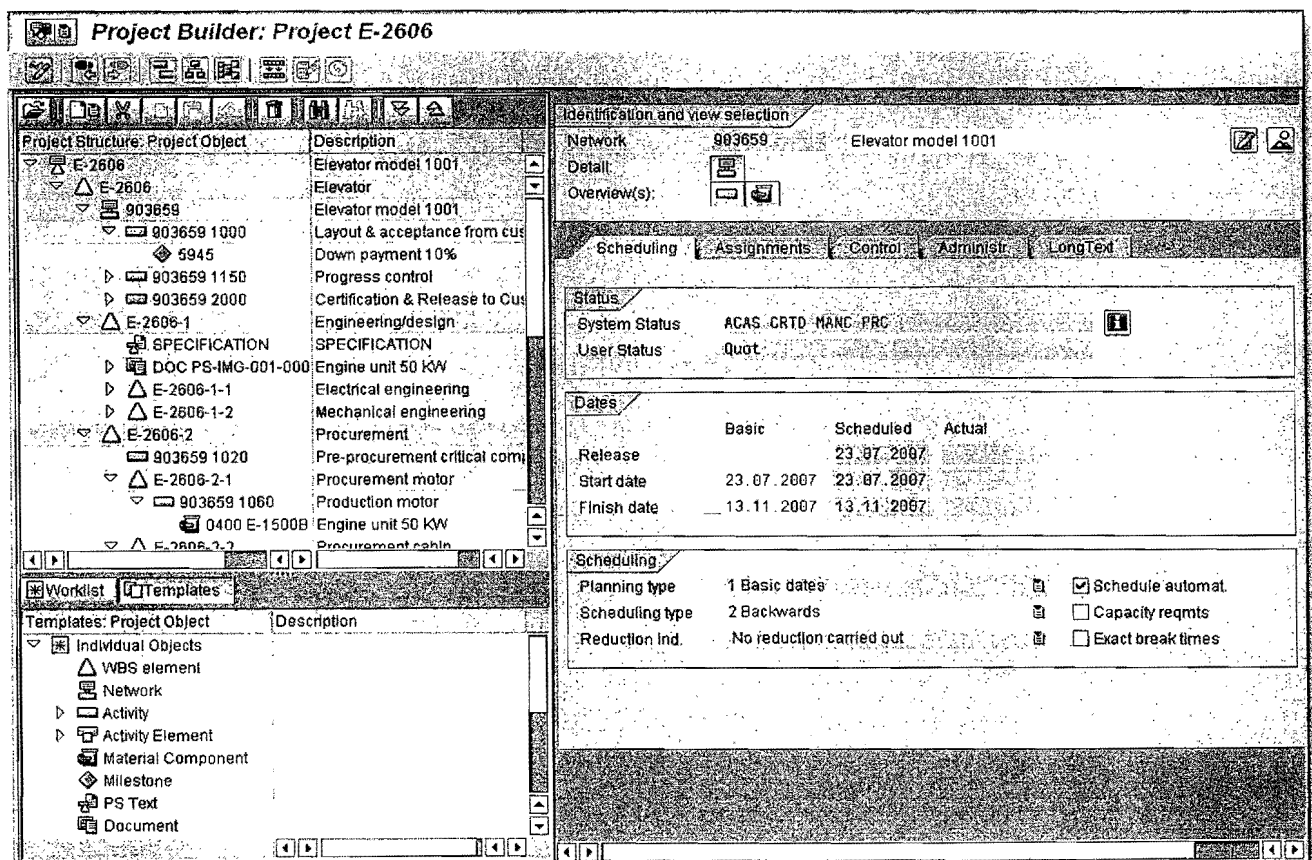 Project Builder: Project E-2606
Project Structure: Project Object Description
E-2606 Elevator model 1001
E-2606 Elevator
903659 Elevator model 1001
903659 1000 Layout & acceptance from cus
5945 Down payment 10%
903659 1150 Progress control
903659 2000 Certification & Release to Cus
E-2606-1 Engineering/design
SPECIFICATION SPECIFICATION
DOC PS-IMG-001-000 Engine unit 50 KW
E-2606-1-1 Electrical engineering
E-2606-1-2 Mechanical engineering
E-2606-2 Procurement
903659 1020 Pre-procurement critical com
E-2606-2-1 Procurement motor
903659 1060 Production motor
0400 E-1500B Engine unit 50 KW
E-2606-2-2 Procurement cabin
Worklist Templates
Templates: Project Object Description
Individual Objects
WBS element
Network
Activity
Activity Element
Material Component
Milestone
PS Text
Document
Identification and view selection
Network 903659 Elevator model 1001
Detail:
Overview(s):
Scheduling Assignments Control Administr. LongText
Status
System Status ACAS CRTD MANC PRC
User Status Quot
Dates
Basic Scheduled Actual
Release 23.07.2007
Start date 23.07.2007 23.07.2007
Finish date 13.11.2007 13.11.2007
Scheduling
Planning type 1 Basic dates Schedule automat.
Scheduling type 2 Backwards Capacity reqmts
Reduction ind. No reduction carried out Exact break times